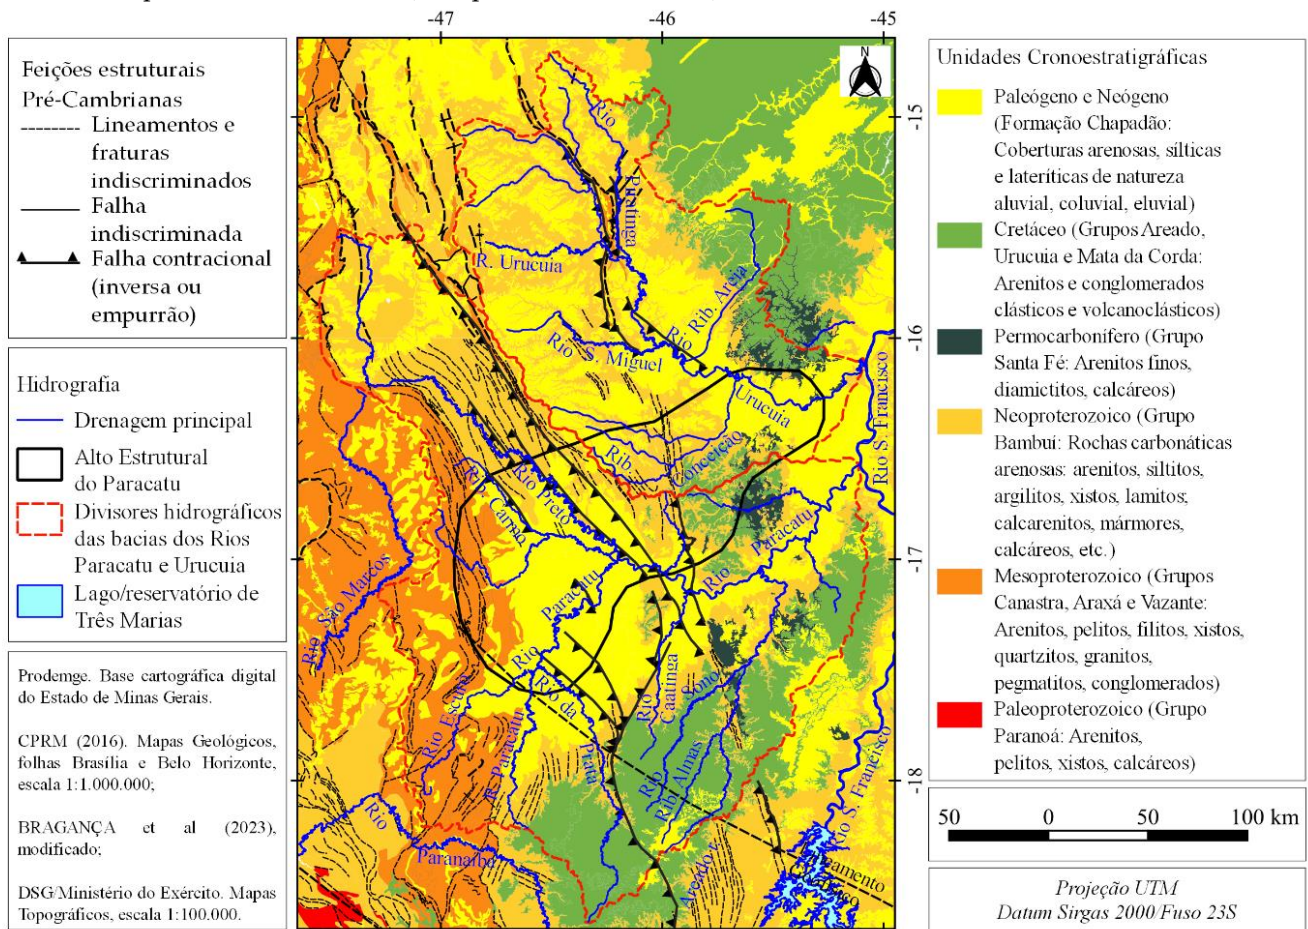 -47
-46
-45
Feições estruturais
Pré-Cambrianas
Lineamentos e
fraturas
indiscriminados
Falha
indiscriminada
Falha contracional
(inversa ou
empurrão)
Hidrografia
Drenagem principal
Alto Estrutural
do Paracatu
Divisores hidrográficos
das bacias dos Rios
Paracatu e Urucuia
Lago/reservatório de
Três Marias
Prodemge. Base cartográfica digital
do Estado de Minas Gerais.
CPRM (2016). Mapas Geológicos,
folhas Brasília e Belo Horizonte,
escala 1:1.000.000;
BRAGANÇA et al (2023),
modificado;
DSG/Ministério do Exército. Mapas
Topográficos, escala 1:100.000.
N
Rio
Piratinga
R. Urucuia
Rib. Areia
Rio
Rio S. Miguel
Urucuia
Rio S. Francisco
Rib. Conceição
Rio Preto
Rib. Carmo
Paracatu
Rio
Paracatu
Rio São Marcos
Rio
Rio da
Prata
Rio
Caatinga
Sono
Rio Escuro
R. Paracatu
Rio
Rib. Almas
Rio S. Francisco
Rio
Paranaíba
Areado
Lineamento
-15
-16
-17
-18
Unidades Cronoestratigráficas
Paleógeno e Neógeno
(Formação Chapadão:
Coberturas arenosas, sílticas
e lateríticas de natureza
aluvial, coluvial, eluvial)
Cretáceo (Grupos Areado,
Urucuia e Mata da Corda:
Arenitos e conglomerados
clásticos e volcanoclásticos)
Permocarbonífero (Grupo
Santa Fé: Arenitos finos,
diamictitos, calcáreos)
Neoproterozoico (Grupo
Bambuí: Rochas carbonáticas
arenosas: arenitos, siltitos,
argilitos, xistos, lamitos;
calcarenitos, mármores,
calcáreos, etc.)
Mesoproterozoico (Grupos
Canastra, Araxá e Vazante:
Arenitos, pelitos, filitos, xistos,
quartzitos, granitos,
pegmatitos, conglomerados)
Paleoproterozoico (Grupo
Paranoá: Arenitos,
pelitos, xistos, calcáreos)
50 0 50 100 km
Projeção UTM
Datum Sirgas 2000/Fuso 23S